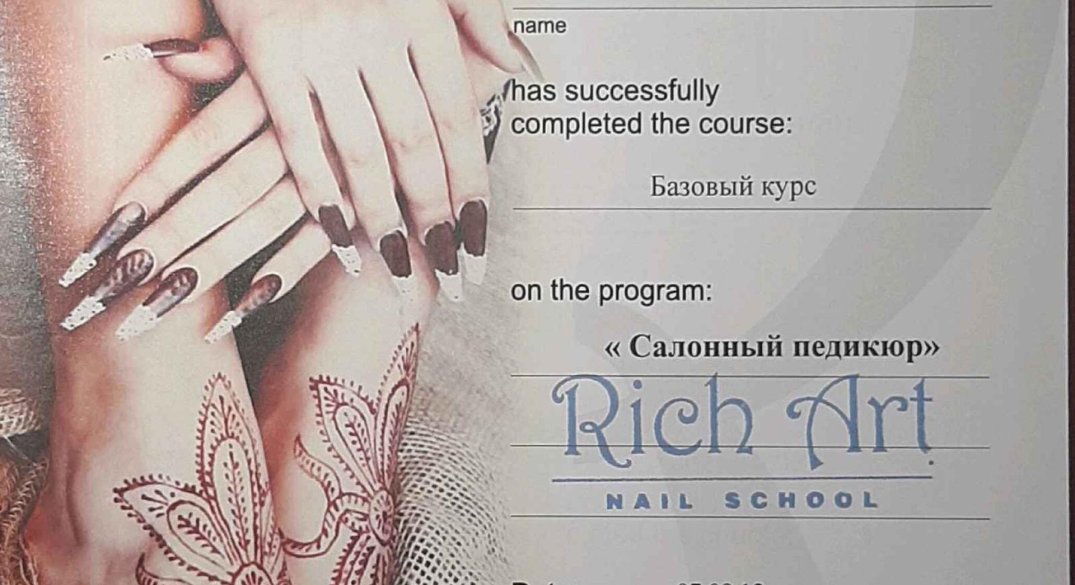 name
has successfully
completed the course:
Базовый курс
on the program:
« Салонный педикюр»
Rich Art
NAIL SCHOOL